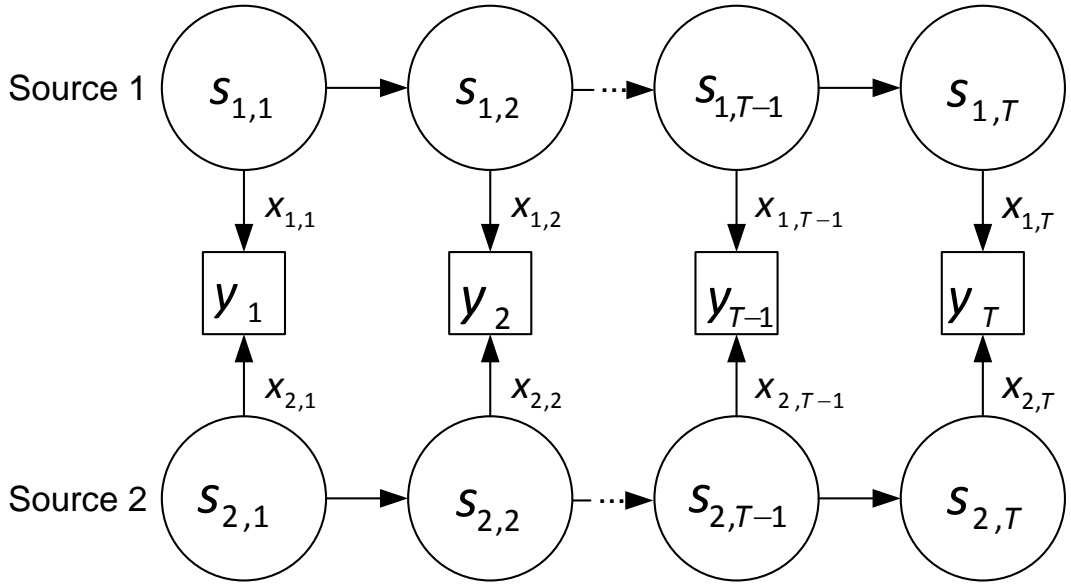 Source 1 s1,1 s1,2 ... s1,T−1 s1,T
x1,1 x1,2 x1,T−1 x1,T
y1 y2 yT−1 yT
x2,1 x2,2 x2,T−1 x2,T
Source 2 s2,1 s2,2 ... s2,T−1 s2,T